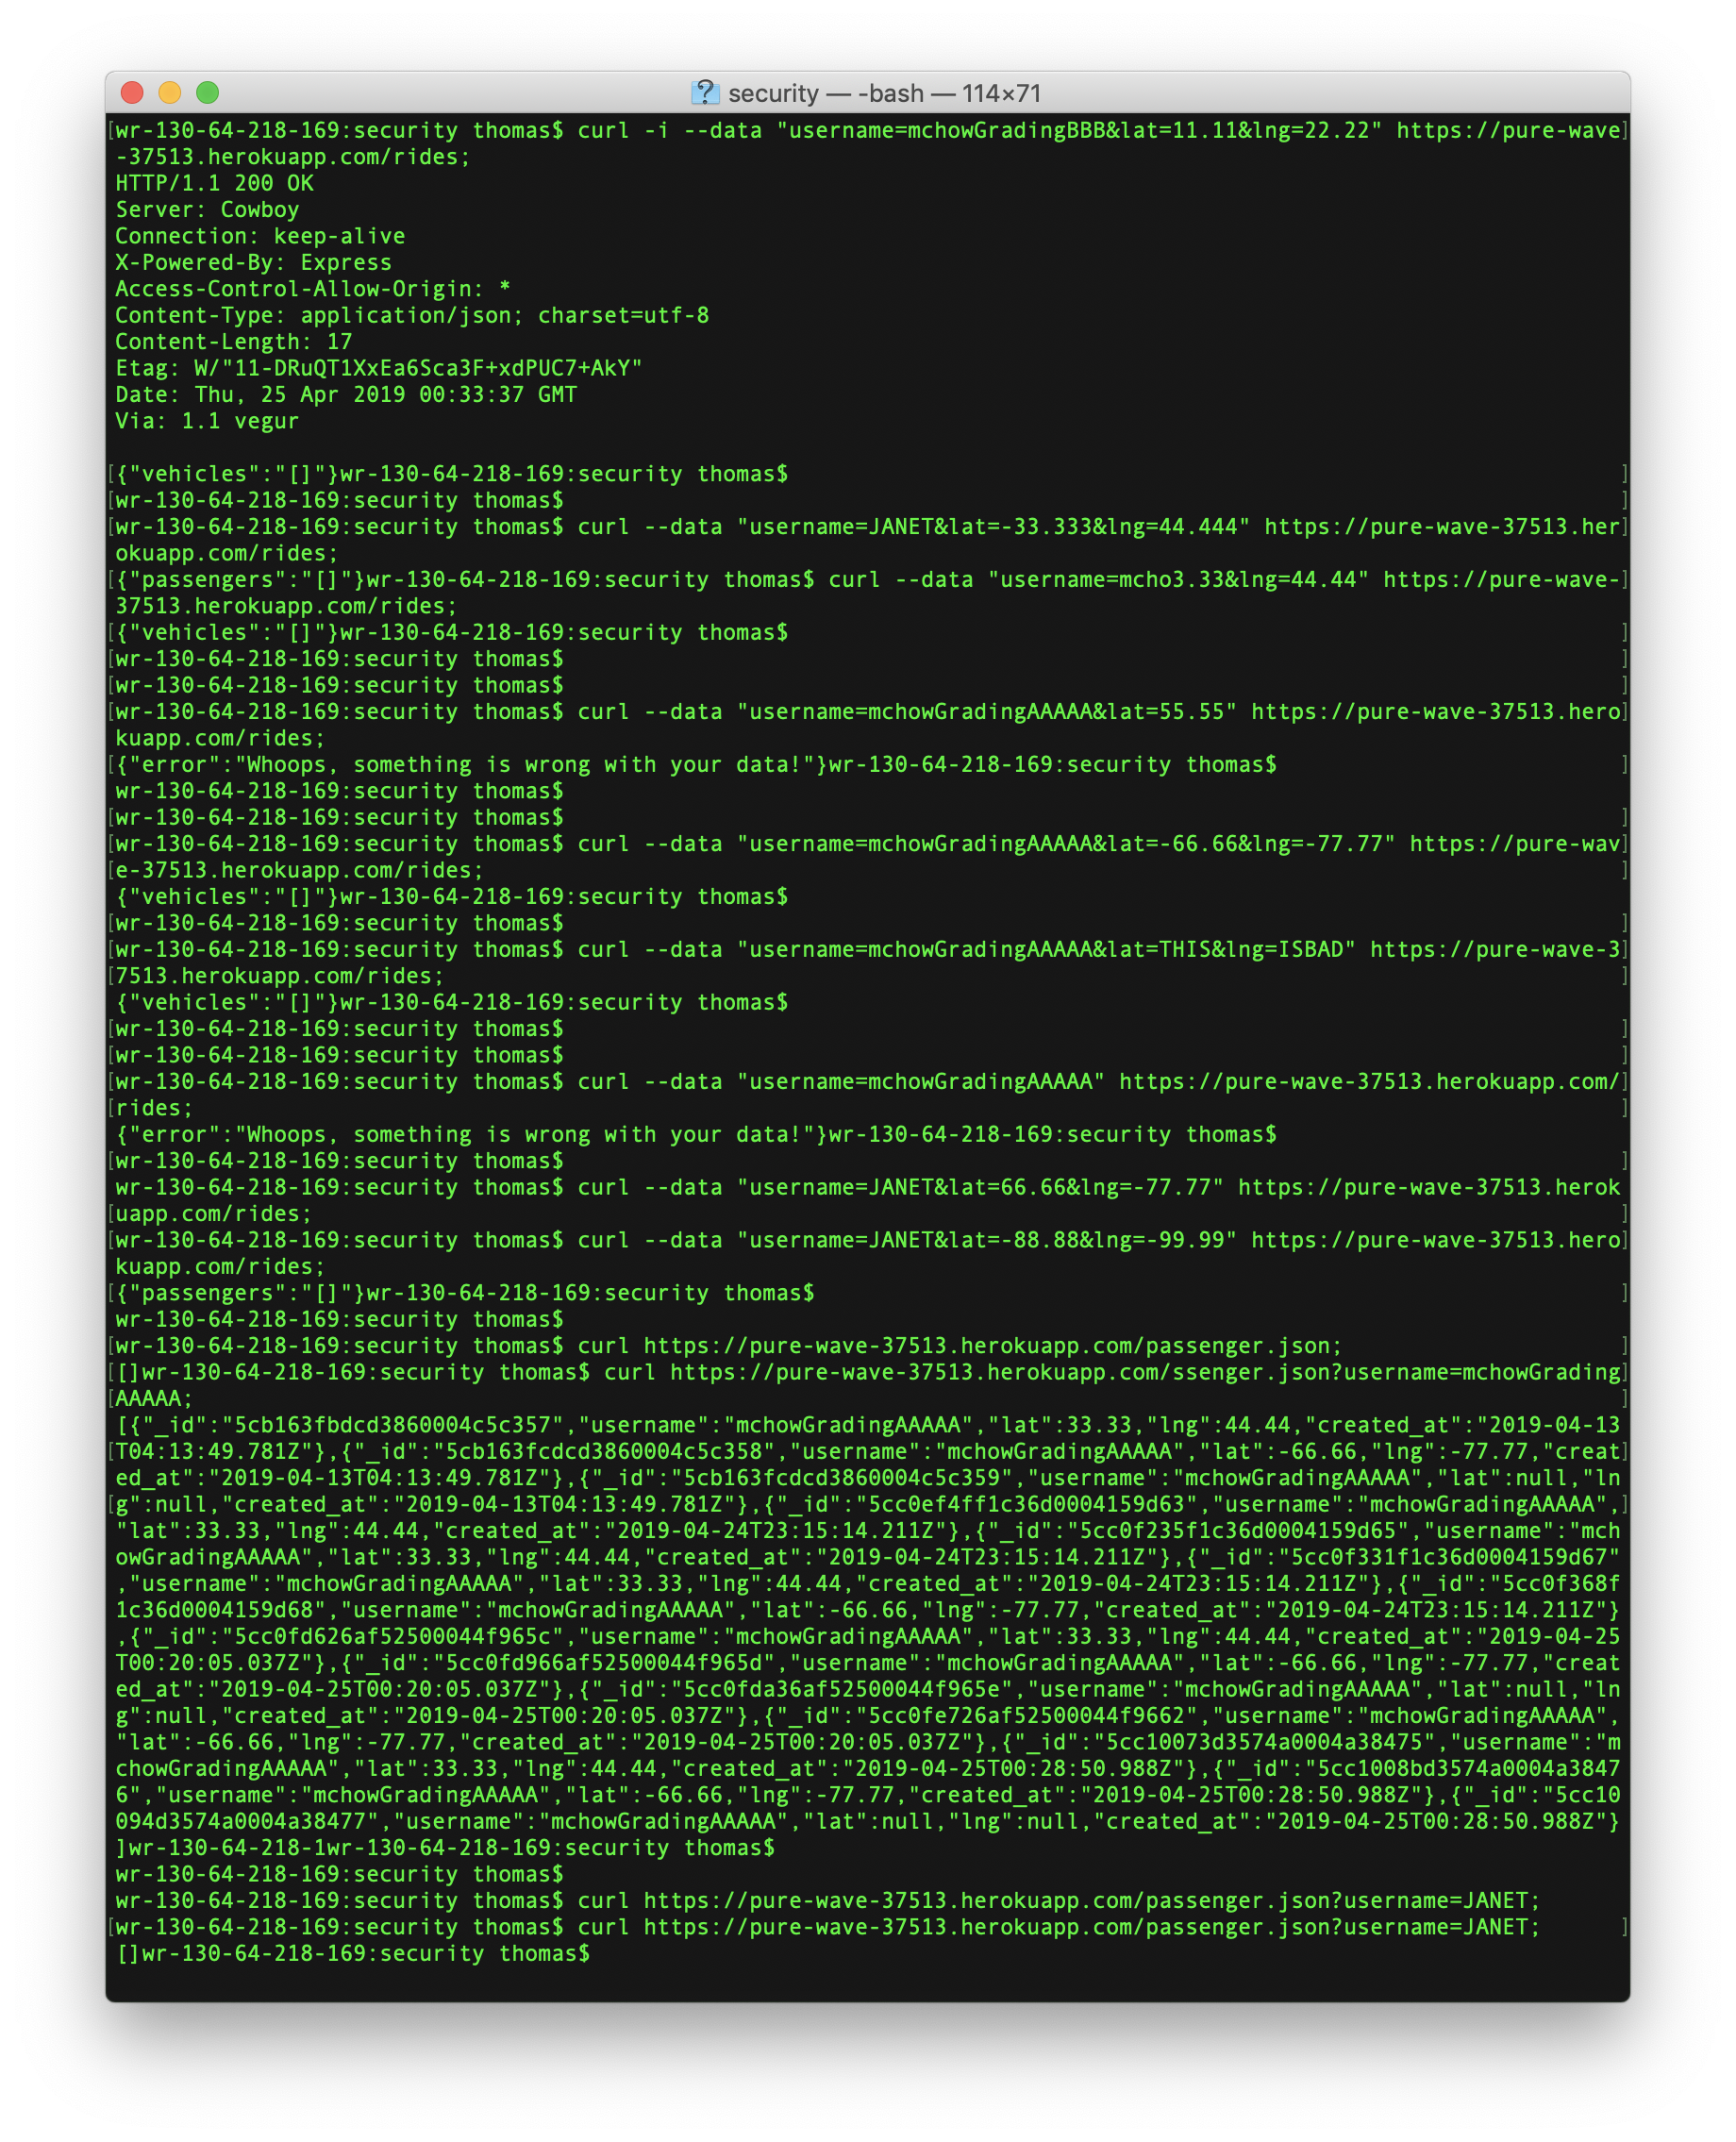 security — -bash — 114×71
[wr-130-64-218-169:security thomas$ curl -i --data "username=mchowGradingBBB&lat=11.11&lng=22.22" https://pure-wave]
-37513.herokuapp.com/rides;
HTTP/1.1 200 OK
Server: Cowboy
Connection: keep-alive
X-Powered-By: Express
Access-Control-Allow-Origin: *
Content-Type: application/json; charset=utf-8
Content-Length: 17
Etag: W/"11-DRuQT1XxEa6Sca3F+xdPUC7+AkY"
Date: Thu, 25 Apr 2019 00:33:37 GMT
Via: 1.1 vegur
[{"vehicles":"[]"}wr-130-64-218-169:security thomas$ ]
[wr-130-64-218-169:security thomas$ ]
[wr-130-64-218-169:security thomas$ curl --data "username=JANET&lat=-33.333&lng=44.444" https://pure-wave-37513.her]
okuapp.com/rides;
[{"passengers":"[]"}wr-130-64-218-169:security thomas$ curl --data "username=mcho3.33&lng=44.44" https://pure-wave-]
37513.herokuapp.com/rides;
[{"vehicles":"[]"}wr-130-64-218-169:security thomas$ ]
[wr-130-64-218-169:security thomas$ ]
[wr-130-64-218-169:security thomas$ ]
[wr-130-64-218-169:security thomas$ curl --data "username=mchowGradingAAAAA&lat=55.55" https://pure-wave-37513.hero]
kuapp.com/rides;
[{"error":"Whoops, something is wrong with your data!"}wr-130-64-218-169:security thomas$ ]
wr-130-64-218-169:security thomas$
[wr-130-64-218-169:security thomas$ ]
[wr-130-64-218-169:security thomas$ curl --data "username=mchowGradingAAAAA&lat=-66.66&lng=-77.77" https://pure-wav]
[e-37513.herokuapp.com/rides; ]
{"vehicles":"[]"}wr-130-64-218-169:security thomas$
[wr-130-64-218-169:security thomas$ ]
[wr-130-64-218-169:security thomas$ curl --data "username=mchowGradingAAAAA&lat=THIS&lng=ISBAD" https://pure-wave-3]
[7513.herokuapp.com/rides; ]
{"vehicles":"[]"}wr-130-64-218-169:security thomas$
[wr-130-64-218-169:security thomas$ ]
[wr-130-64-218-169:security thomas$ ]
[wr-130-64-218-169:security thomas$ curl --data "username=mchowGradingAAAAA" https://pure-wave-37513.herokuapp.com/]
[rides; ]
{"error":"Whoops, something is wrong with your data!"}wr-130-64-218-169:security thomas$
[wr-130-64-218-169:security thomas$ ]
wr-130-64-218-169:security thomas$ curl --data "username=JANET&lat=66.66&lng=-77.77" https://pure-wave-37513.herok
[uapp.com/rides; ]
[wr-130-64-218-169:security thomas$ curl --data "username=JANET&lat=-88.88&lng=-99.99" https://pure-wave-37513.hero]
kuapp.com/rides;
[{"passengers":"[]"}wr-130-64-218-169:security thomas$ ]
wr-130-64-218-169:security thomas$
[wr-130-64-218-169:security thomas$ curl https://pure-wave-37513.herokuapp.com/passenger.json; ]
[[]wr-130-64-218-169:security thomas$ curl https://pure-wave-37513.herokuapp.com/ssenger.json?username=mchowGrading]
[AAAAA; ]
[{"_id":"5cb163fbdcd3860004c5c357","username":"mchowGradingAAAAA","lat":33.33,"lng":44.44,"created_at":"2019-04-13
[T04:13:49.781Z"},{"_id":"5cb163fcdcd3860004c5c358","username":"mchowGradingAAAAA","lat":-66.66,"lng":-77.77,"creat]
ed_at":"2019-04-13T04:13:49.781Z"},{"_id":"5cb163fcdcd3860004c5c359","username":"mchowGradingAAAAA","lat":null,"ln
[g":null,"created_at":"2019-04-13T04:13:49.781Z"},{"_id":"5cc0ef4ff1c36d0004159d63","username":"mchowGradingAAAAA",]
"lat":33.33,"lng":44.44,"created_at":"2019-04-24T23:15:14.211Z"},{"_id":"5cc0f235f1c36d0004159d65","username":"mch
owGradingAAAAA","lat":33.33,"lng":44.44,"created_at":"2019-04-24T23:15:14.211Z"},{"_id":"5cc0f331f1c36d0004159d67"
,"username":"mchowGradingAAAAA","lat":33.33,"lng":44.44,"created_at":"2019-04-24T23:15:14.211Z"},{"_id":"5cc0f368f
1c36d0004159d68","username":"mchowGradingAAAAA","lat":-66.66,"lng":-77.77,"created_at":"2019-04-24T23:15:14.211Z"}
,{"_id":"5cc0fd626af52500044f965c","username":"mchowGradingAAAAA","lat":33.33,"lng":44.44,"created_at":"2019-04-25
T00:20:05.037Z"},{"_id":"5cc0fd966af52500044f965d","username":"mchowGradingAAAAA","lat":-66.66,"lng":-77.77,"creat
ed_at":"2019-04-25T00:20:05.037Z"},{"_id":"5cc0fda36af52500044f965e","username":"mchowGradingAAAAA","lat":null,"ln
g":null,"created_at":"2019-04-25T00:20:05.037Z"},{"_id":"5cc0fe726af52500044f9662","username":"mchowGradingAAAAA",
"lat":-66.66,"lng":-77.77,"created_at":"2019-04-25T00:20:05.037Z"},{"_id":"5cc10073d3574a0004a38475","username":"m
chowGradingAAAAA","lat":33.33,"lng":44.44,"created_at":"2019-04-25T00:28:50.988Z"},{"_id":"5cc1008bd3574a0004a3847
6","username":"mchowGradingAAAAA","lat":-66.66,"lng":-77.77,"created_at":"2019-04-25T00:28:50.988Z"},{"_id":"5cc10
094d3574a0004a38477","username":"mchowGradingAAAAA","lat":null,"lng":null,"created_at":"2019-04-25T00:28:50.988Z"}
]wr-130-64-218-1wr-130-64-218-169:security thomas$
wr-130-64-218-169:security thomas$
wr-130-64-218-169:security thomas$ curl https://pure-wave-37513.herokuapp.com/passenger.json?username=JANET;
[wr-130-64-218-169:security thomas$ curl https://pure-wave-37513.herokuapp.com/passenger.json?username=JANET; ]
[]wr-130-64-218-169:security thomas$